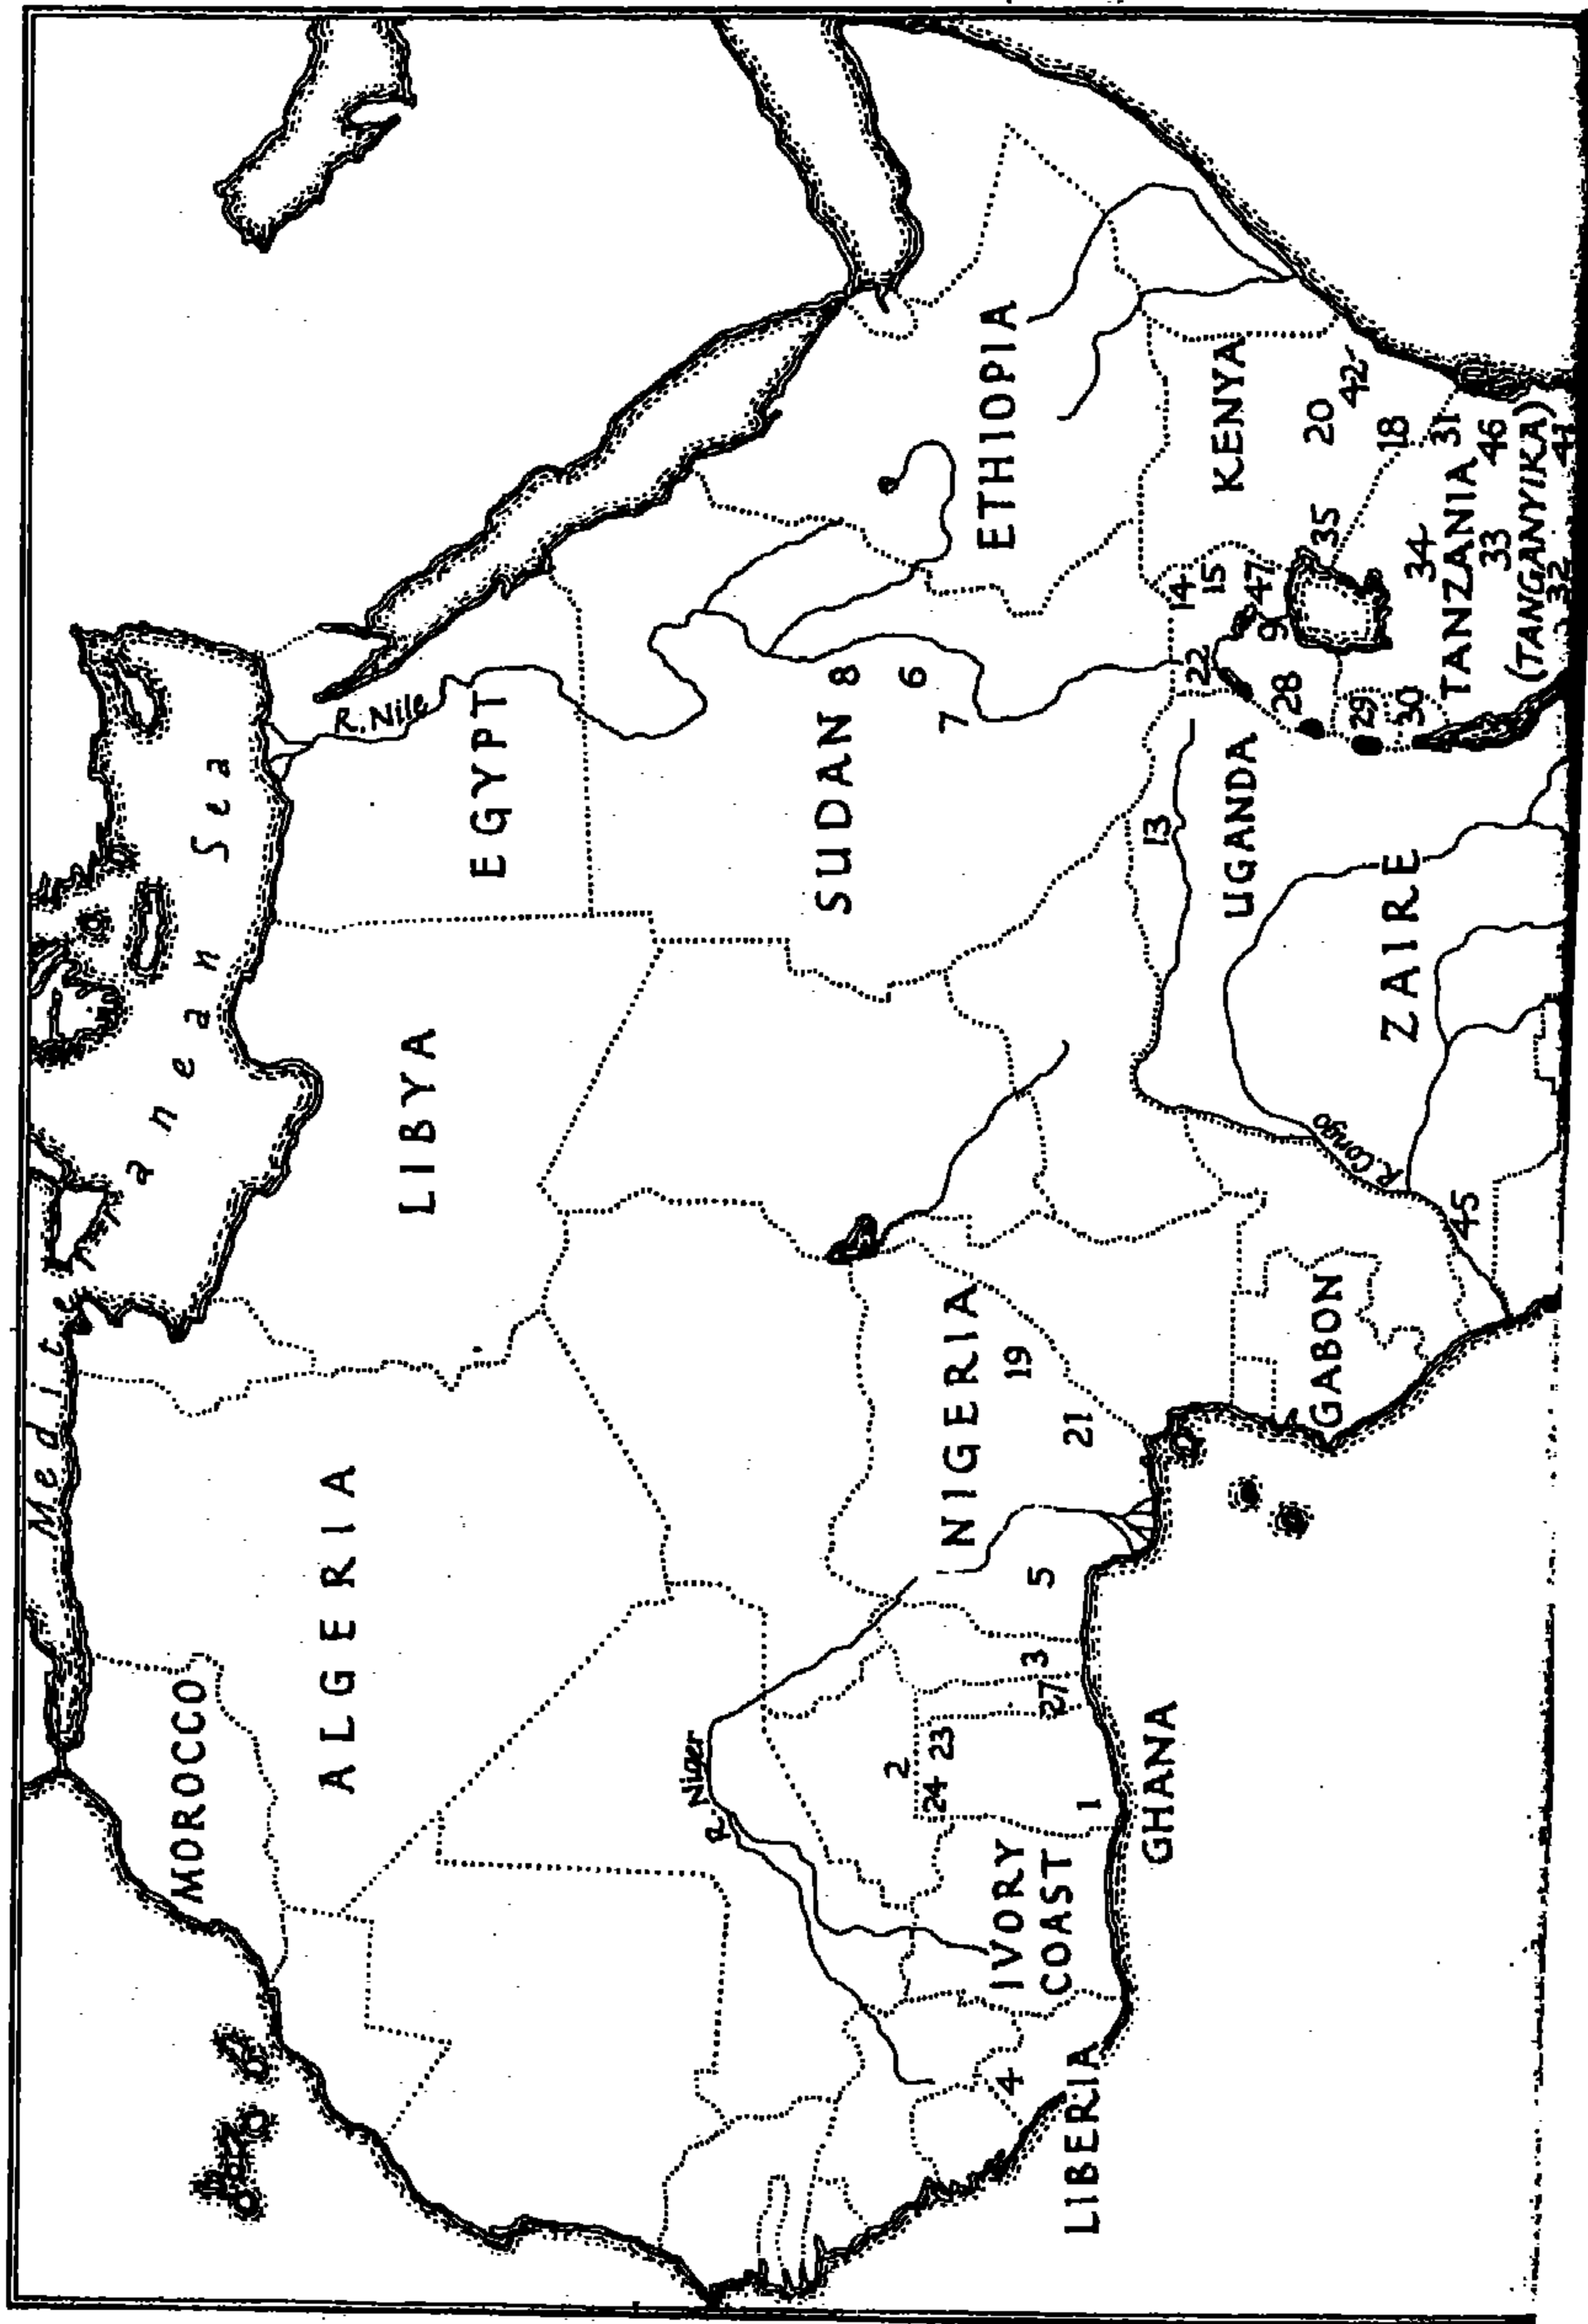 Medite
anean Sea
MOROCCO
ALGERIA
LIBYA
EGYPT
R. Nile
R. Niger
SUDAN
8
6
7
ETHIOPIA
NIGERIA
19
21
5
3
27
2
24 23
1
IVORY
COAST
GHANA
4
LIBERIA
13
UGANDA
22
14
15
47
9
28
29
30
KENYA
20
42
35
18
31
34
TANZANIA
33 46
(TANGANYIKA)
32 41
ZAIRE
R. Congo
45
GABON